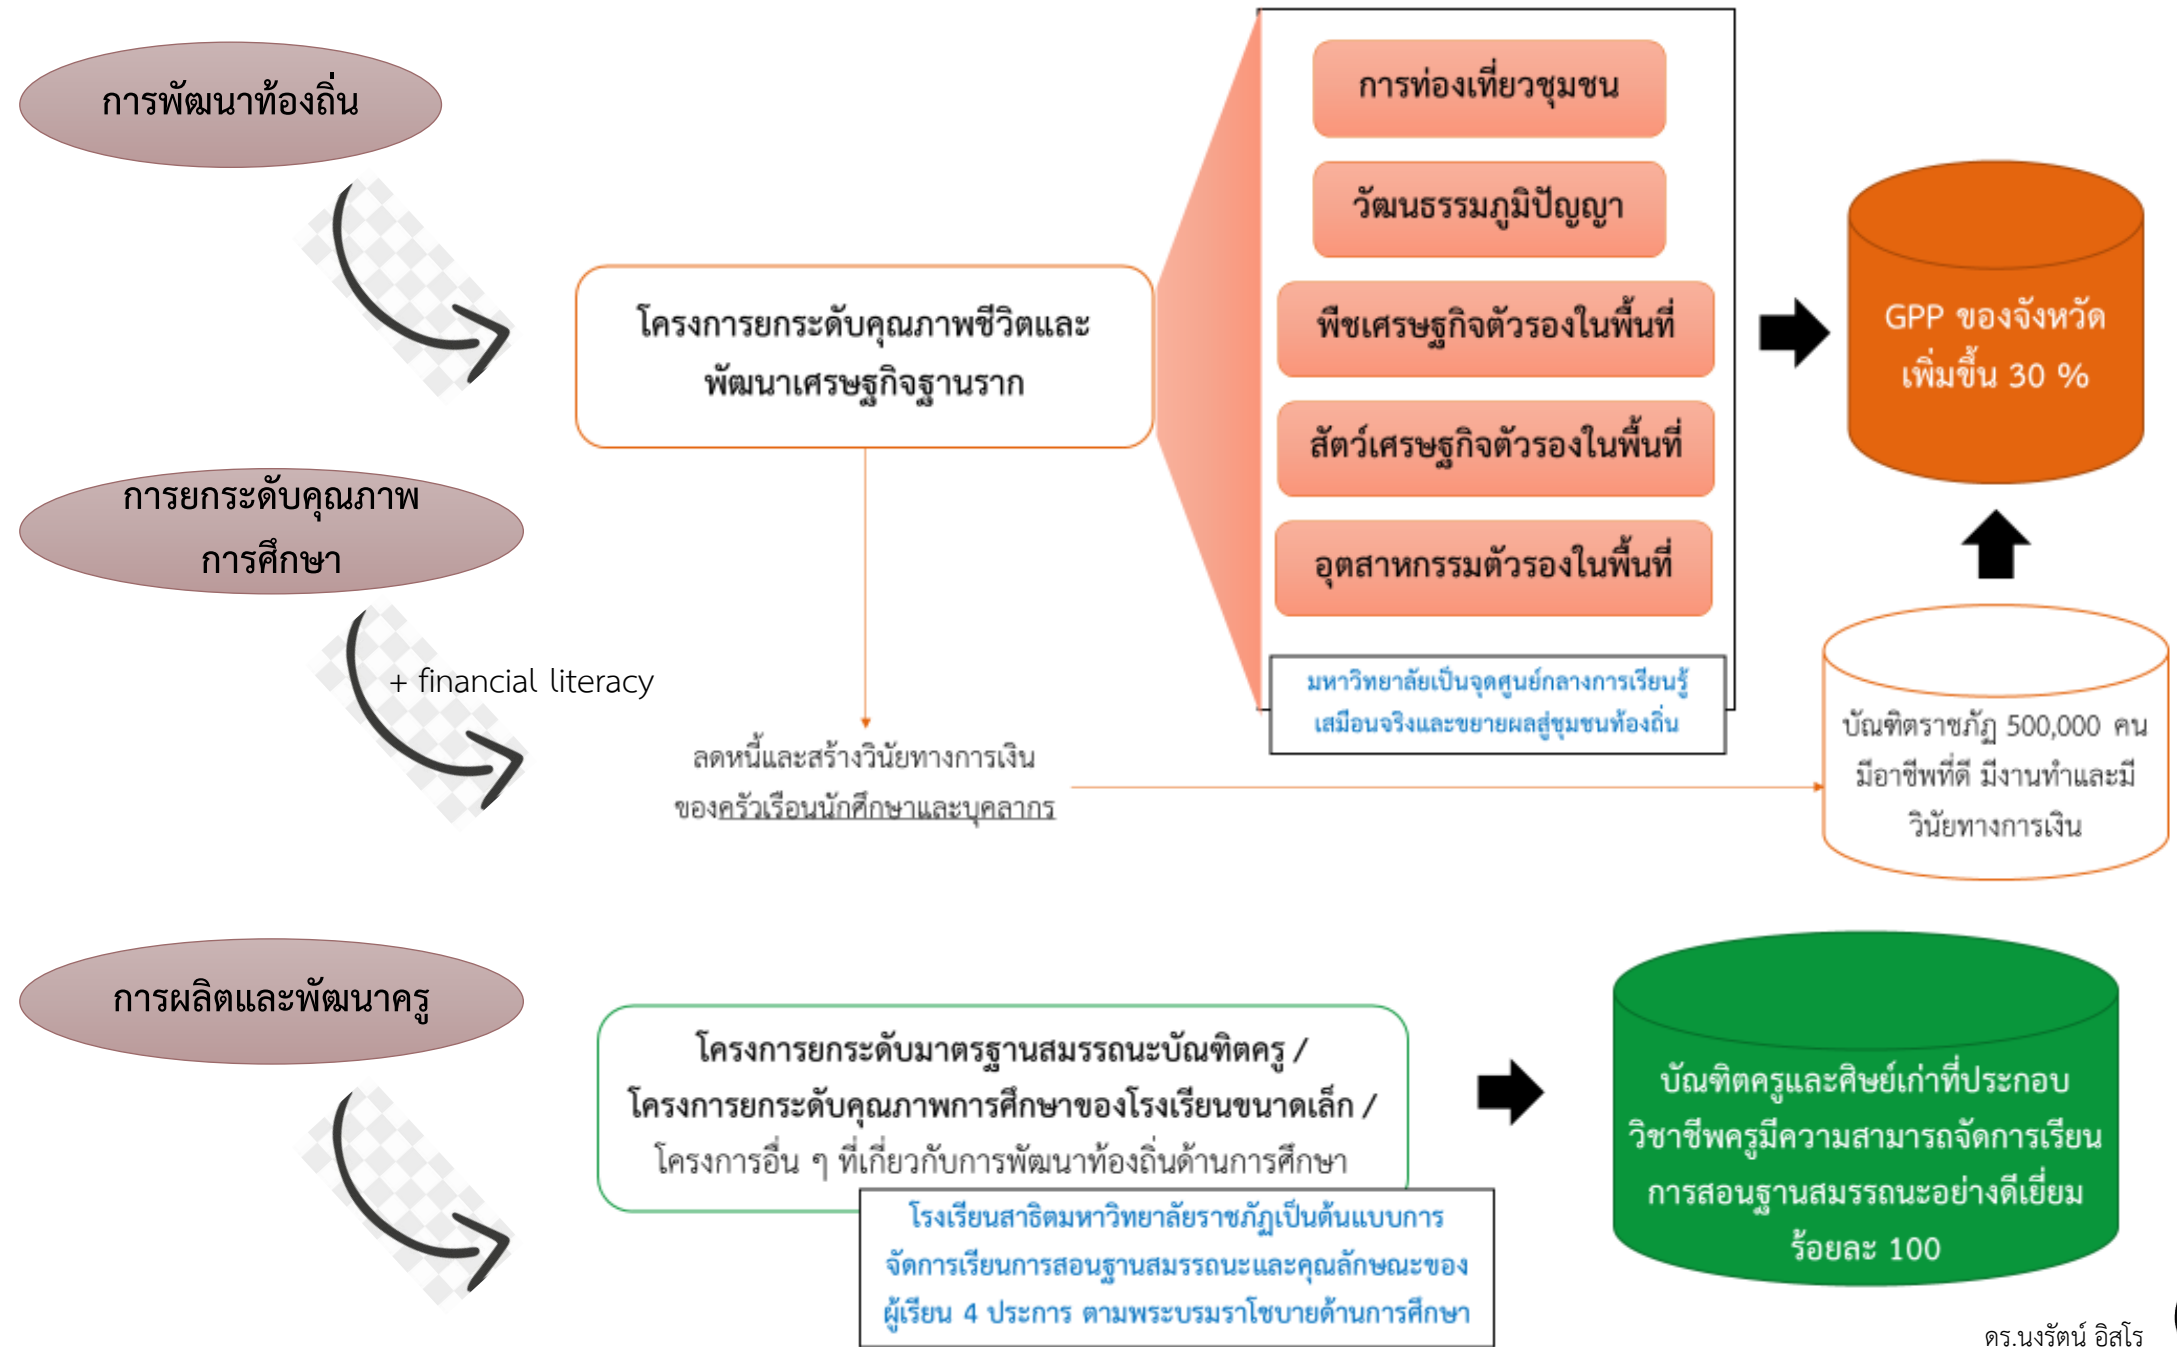 การพัฒนาท้องถิ่น
โครงการยกระดับคุณภาพชีวิตและ
พัฒนาเศรษฐกิจฐานราก
การท่องเที่ยวชุมชน
วัฒนธรรมภูมิปัญญา
พืชเศรษฐกิจตัวรองในพื้นที่
สัตว์เศรษฐกิจตัวรองในพื้นที่
อุตสาหกรรมตัวรองในพื้นที่
มหาวิทยาลัยเป็นจุดศูนย์กลางการเรียนรู้
เสมือนจริงและขยายผลสู่ชุมชนท้องถิ่น
GPP ของจังหวัด
เพิ่มขึ้น 30 %
การยกระดับคุณภาพ
การศึกษา
+ financial literacy
ลดหนี้และสร้างวินัยทางการเงิน
ของครัวเรือนนักศึกษาและบุคลากร
บัณฑิตราชภัฏ 500,000 คน
มีอาชีพที่ดี มีงานทำและมี
วินัยทางการเงิน
การผลิตและพัฒนาครู
โครงการยกระดับมาตรฐานสมรรถนะบัณฑิตครู /
โครงการยกระดับคุณภาพการศึกษาของโรงเรียนขนาดเล็ก /
โครงการอื่น ๆ ที่เกี่ยวกับการพัฒนาท้องถิ่นด้านการศึกษา
โรงเรียนสาธิตมหาวิทยาลัยราชภัฏเป็นต้นแบบการ
จัดการเรียนการสอนฐานสมรรถนะและคุณลักษณะของ
ผู้เรียน 4 ประการ ตามพระบรมราโชบายด้านการศึกษา
บัณฑิตครูและศิษย์เก่าที่ประกอบ
วิชาชีพครูมีความสามารถจัดการเรียน
การสอนฐานสมรรถนะอย่างดีเยี่ยม
ร้อยละ 100
ดร.นงรัตน์ อิสโร